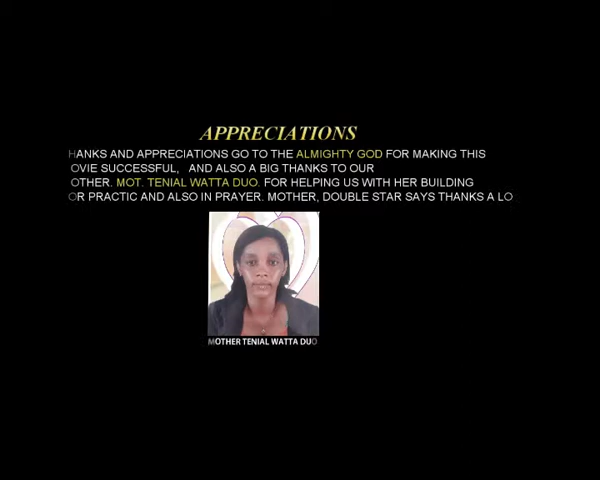 APPRECIATIONS
HANKS AND APPRECIATIONS GO TO THE ALMIGHTY GOD FOR MAKING THIS
OVIE SUCCESSFUL, AND ALSO A BIG THANKS TO OUR
OTHER. MOT. TENIAL WATTA DUO. FOR HELPING US WITH HER BUILDING
OR PRACTIC AND ALSO IN PRAYER. MOTHER, DOUBLE STAR SAYS THANKS A LO
MOTHER TENIAL WATTA DUO